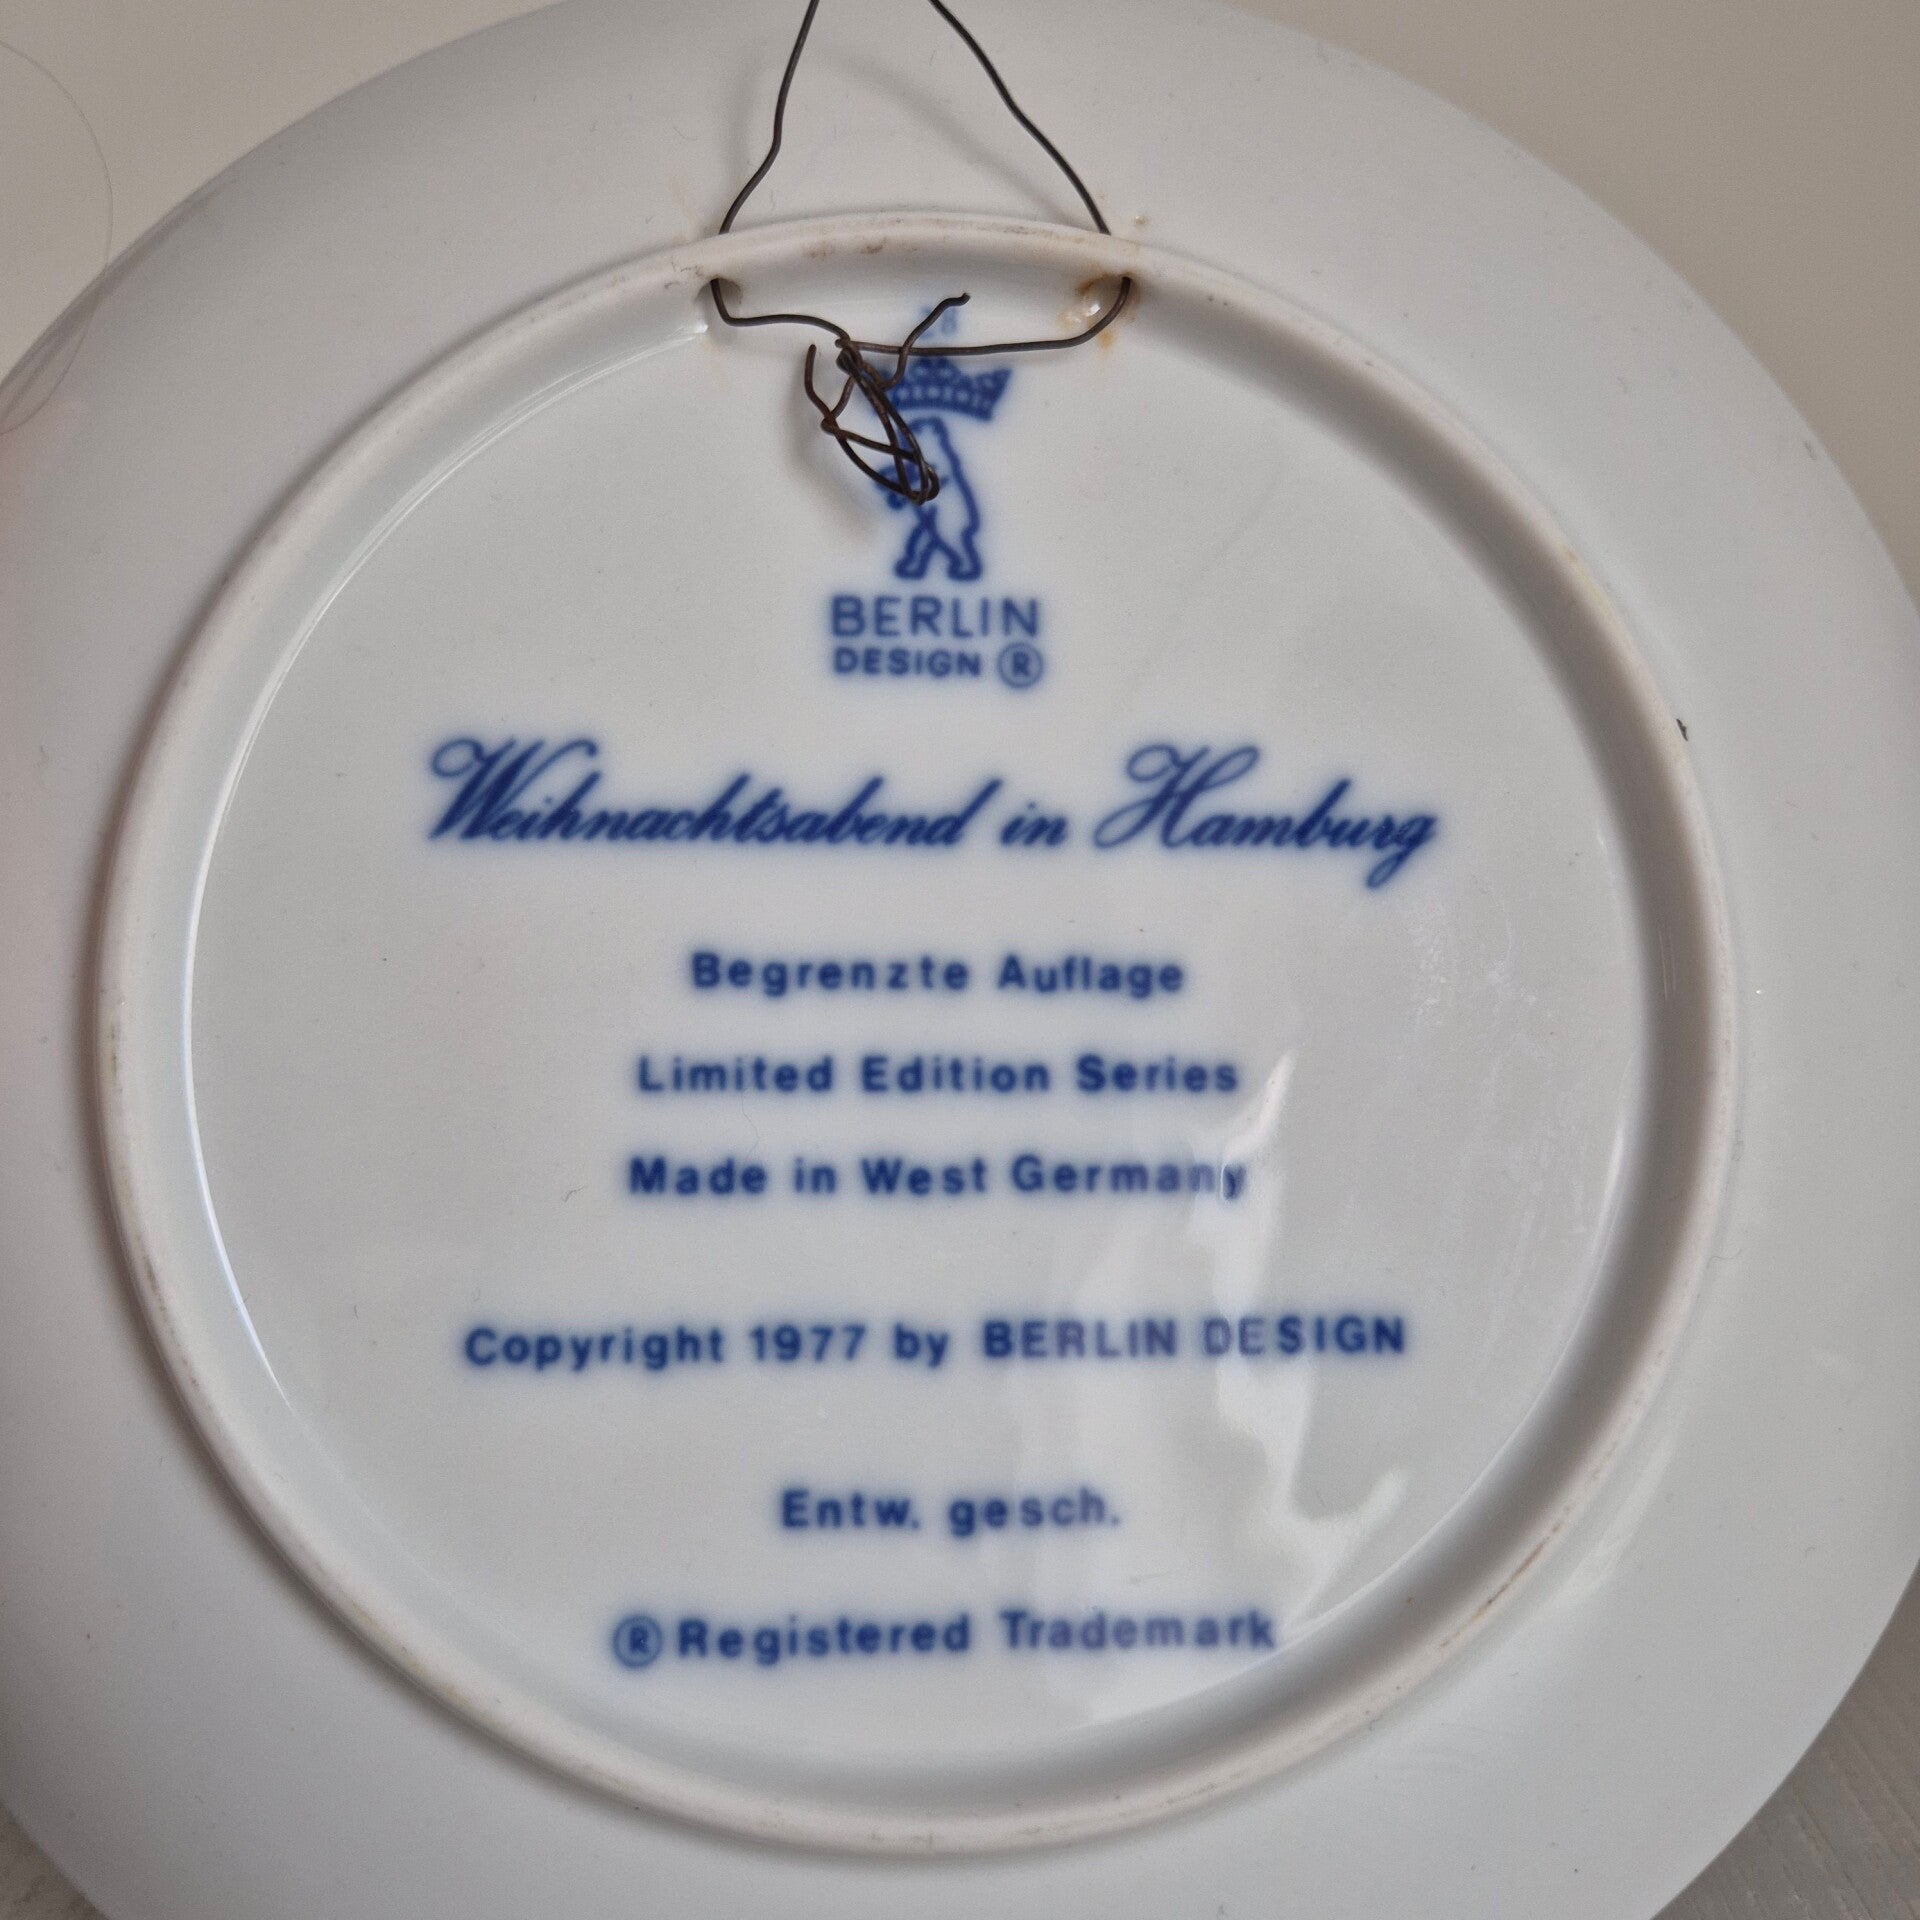 BERLIN
DESIGN ®
Weihnachtsabend in Hamburg
Begrenzte Auflage
Limited Edition Series
Made in West Germany
Copyright 1977 by BERLIN DESIGN
Entw. gesch.
® Registered Trademark